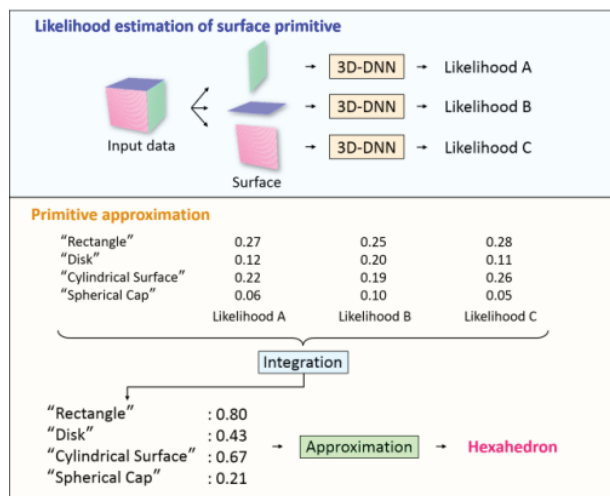 Likelihood estimation of surface primitive
3D-DNN Likelihood A
3D-DNN Likelihood B
3D-DNN Likelihood C
Input data
Surface
Primitive approximation
“Rectangle” 0.27 0.25 0.28
“Disk” 0.12 0.20 0.11
“Cylindrical Surface” 0.22 0.19 0.26
“Spherical Cap” 0.06 0.10 0.05
Likelihood A Likelihood B Likelihood C
Integration
“Rectangle” : 0.80
“Disk” : 0.43
“Cylindrical Surface” : 0.67
“Spherical Cap” : 0.21
Approximation
Hexahedron